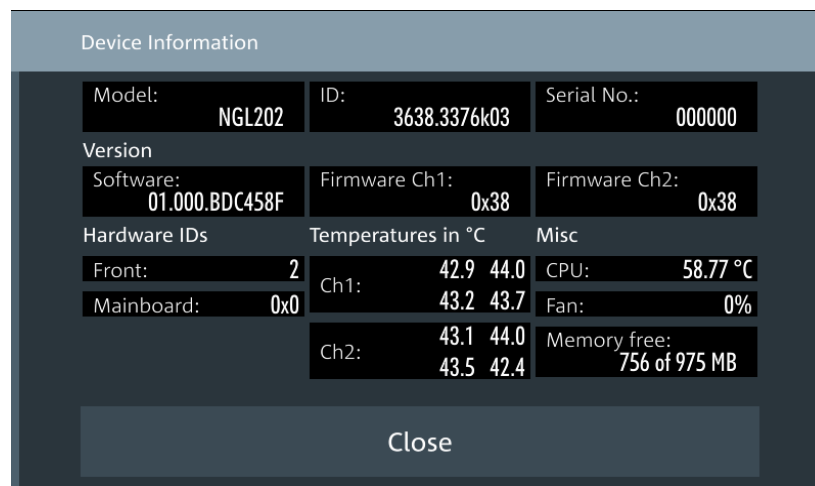 Device Information
Model: NGL202
ID: 3638.3376k03
Serial No.: 000000
Version
Software: 01.000.BDC458F
Firmware Ch1: 0x38
Firmware Ch2: 0x38
Hardware IDs
Front: 2
Mainboard: 0x0
Temperatures in °C
Ch1: 42.9 44.0
43.2 43.7
Ch2: 43.1 44.0
43.5 42.4
Misc
CPU: 58.77 °C
Fan: 0%
Memory free:
756 of 975 MB
Close